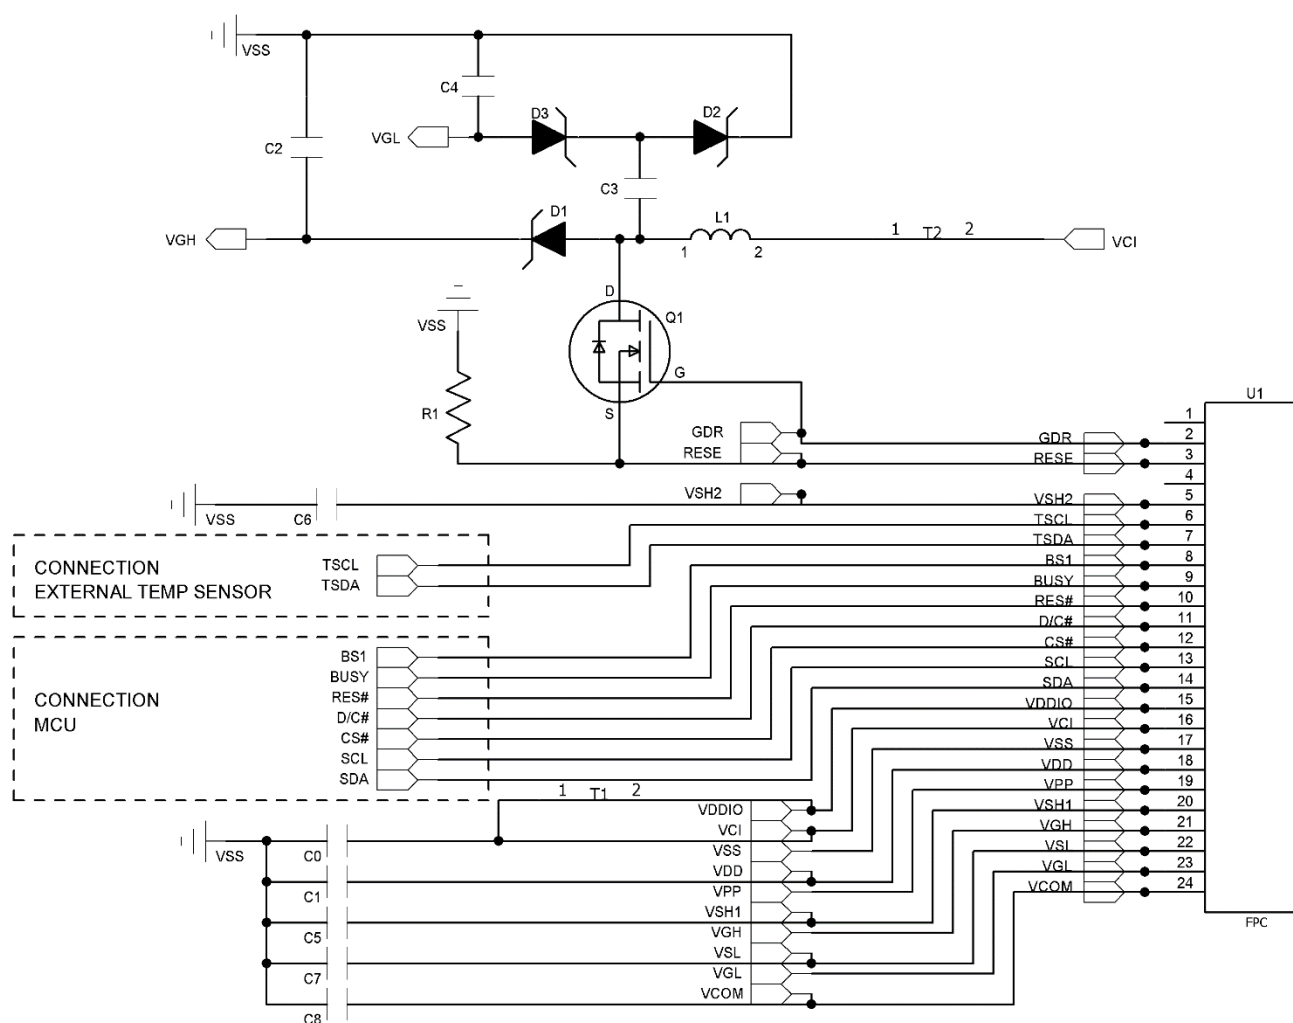 VSS
C4
D3
D2
VGL
C2
C3
D1
L1
VGH
1
2
1
T2
2
VCI
D
Q1
VSS
G
R1
S
U1
GDR
RESE
VSH2
1
2
GDR
3
RESE
4
5
VSH2
6
TSCL
7
TSDA
8
BS1
9
BUSY
10
RES#
11
D/C#
12
CS#
13
SCL
14
SDA
15
VDDIO
16
VCI
17
VSS
18
VDD
19
VPP
20
VSH1
21
VGH
22
VSL
23
VGL
24
VCOM
FPC
VSS
C6
CONNECTION
EXTERNAL TEMP SENSOR
TSCL
TSDA
CONNECTION
MCU
BS1
BUSY
RES#
D/C#
CS#
SCL
SDA
1
T1
2
VSS
C0
C1
C5
C7
C8
VDDIO
VCI
VSS
VDD
VPP
VSH1
VGH
VSL
VGL
VCOM